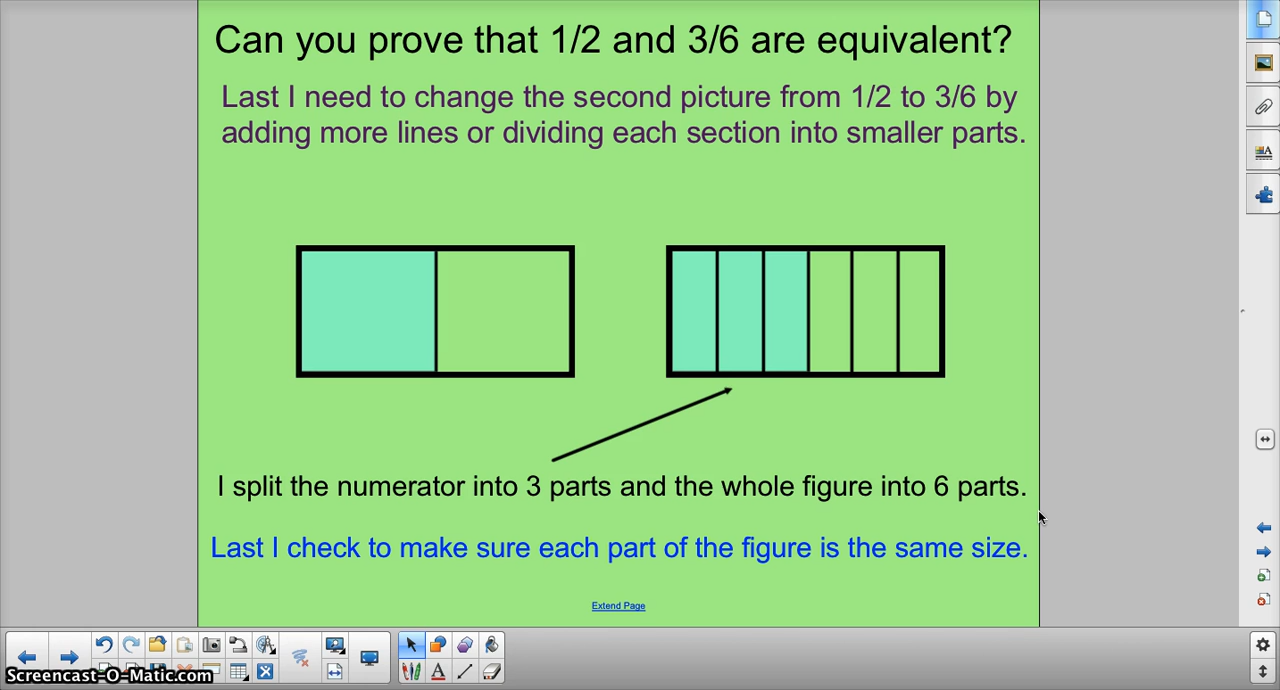 Can you prove that 1/2 and 3/6 are equivalent?
Last I need to change the second picture from 1/2 to 3/6 by
adding more lines or dividing each section into smaller parts.
I split the numerator into 3 parts and the whole figure into 6 parts.
Last I check to make sure each part of the figure is the same size.
Extend Page
A
A
Screencast-O-Matic.com